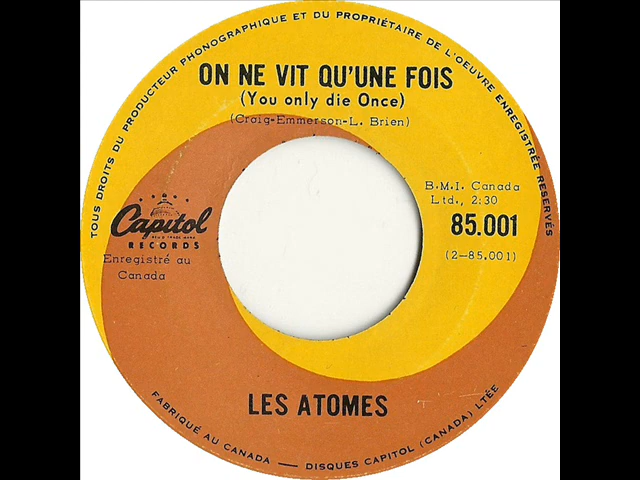 TOUS DROITS DU PRODUCTEUR PHONOGRAPHIQUE ET DU PROPRIÉTAIRE DE L'OEUVRE ENREGISTRÉE RESERVÉS
ON NE VIT QU'UNE FOIS
(You only die Once)
(Craig-Emmerson-L. Brien)
B.M.I. Canada
Ltd., 2:30
85.001
(2-85.001)
Capitol
RECORDS
Enregistré au
Canada
LES ATOMES
FABRIQUÉ AU CANADA — DISQUES CAPITOL (CANADA) LTÉE